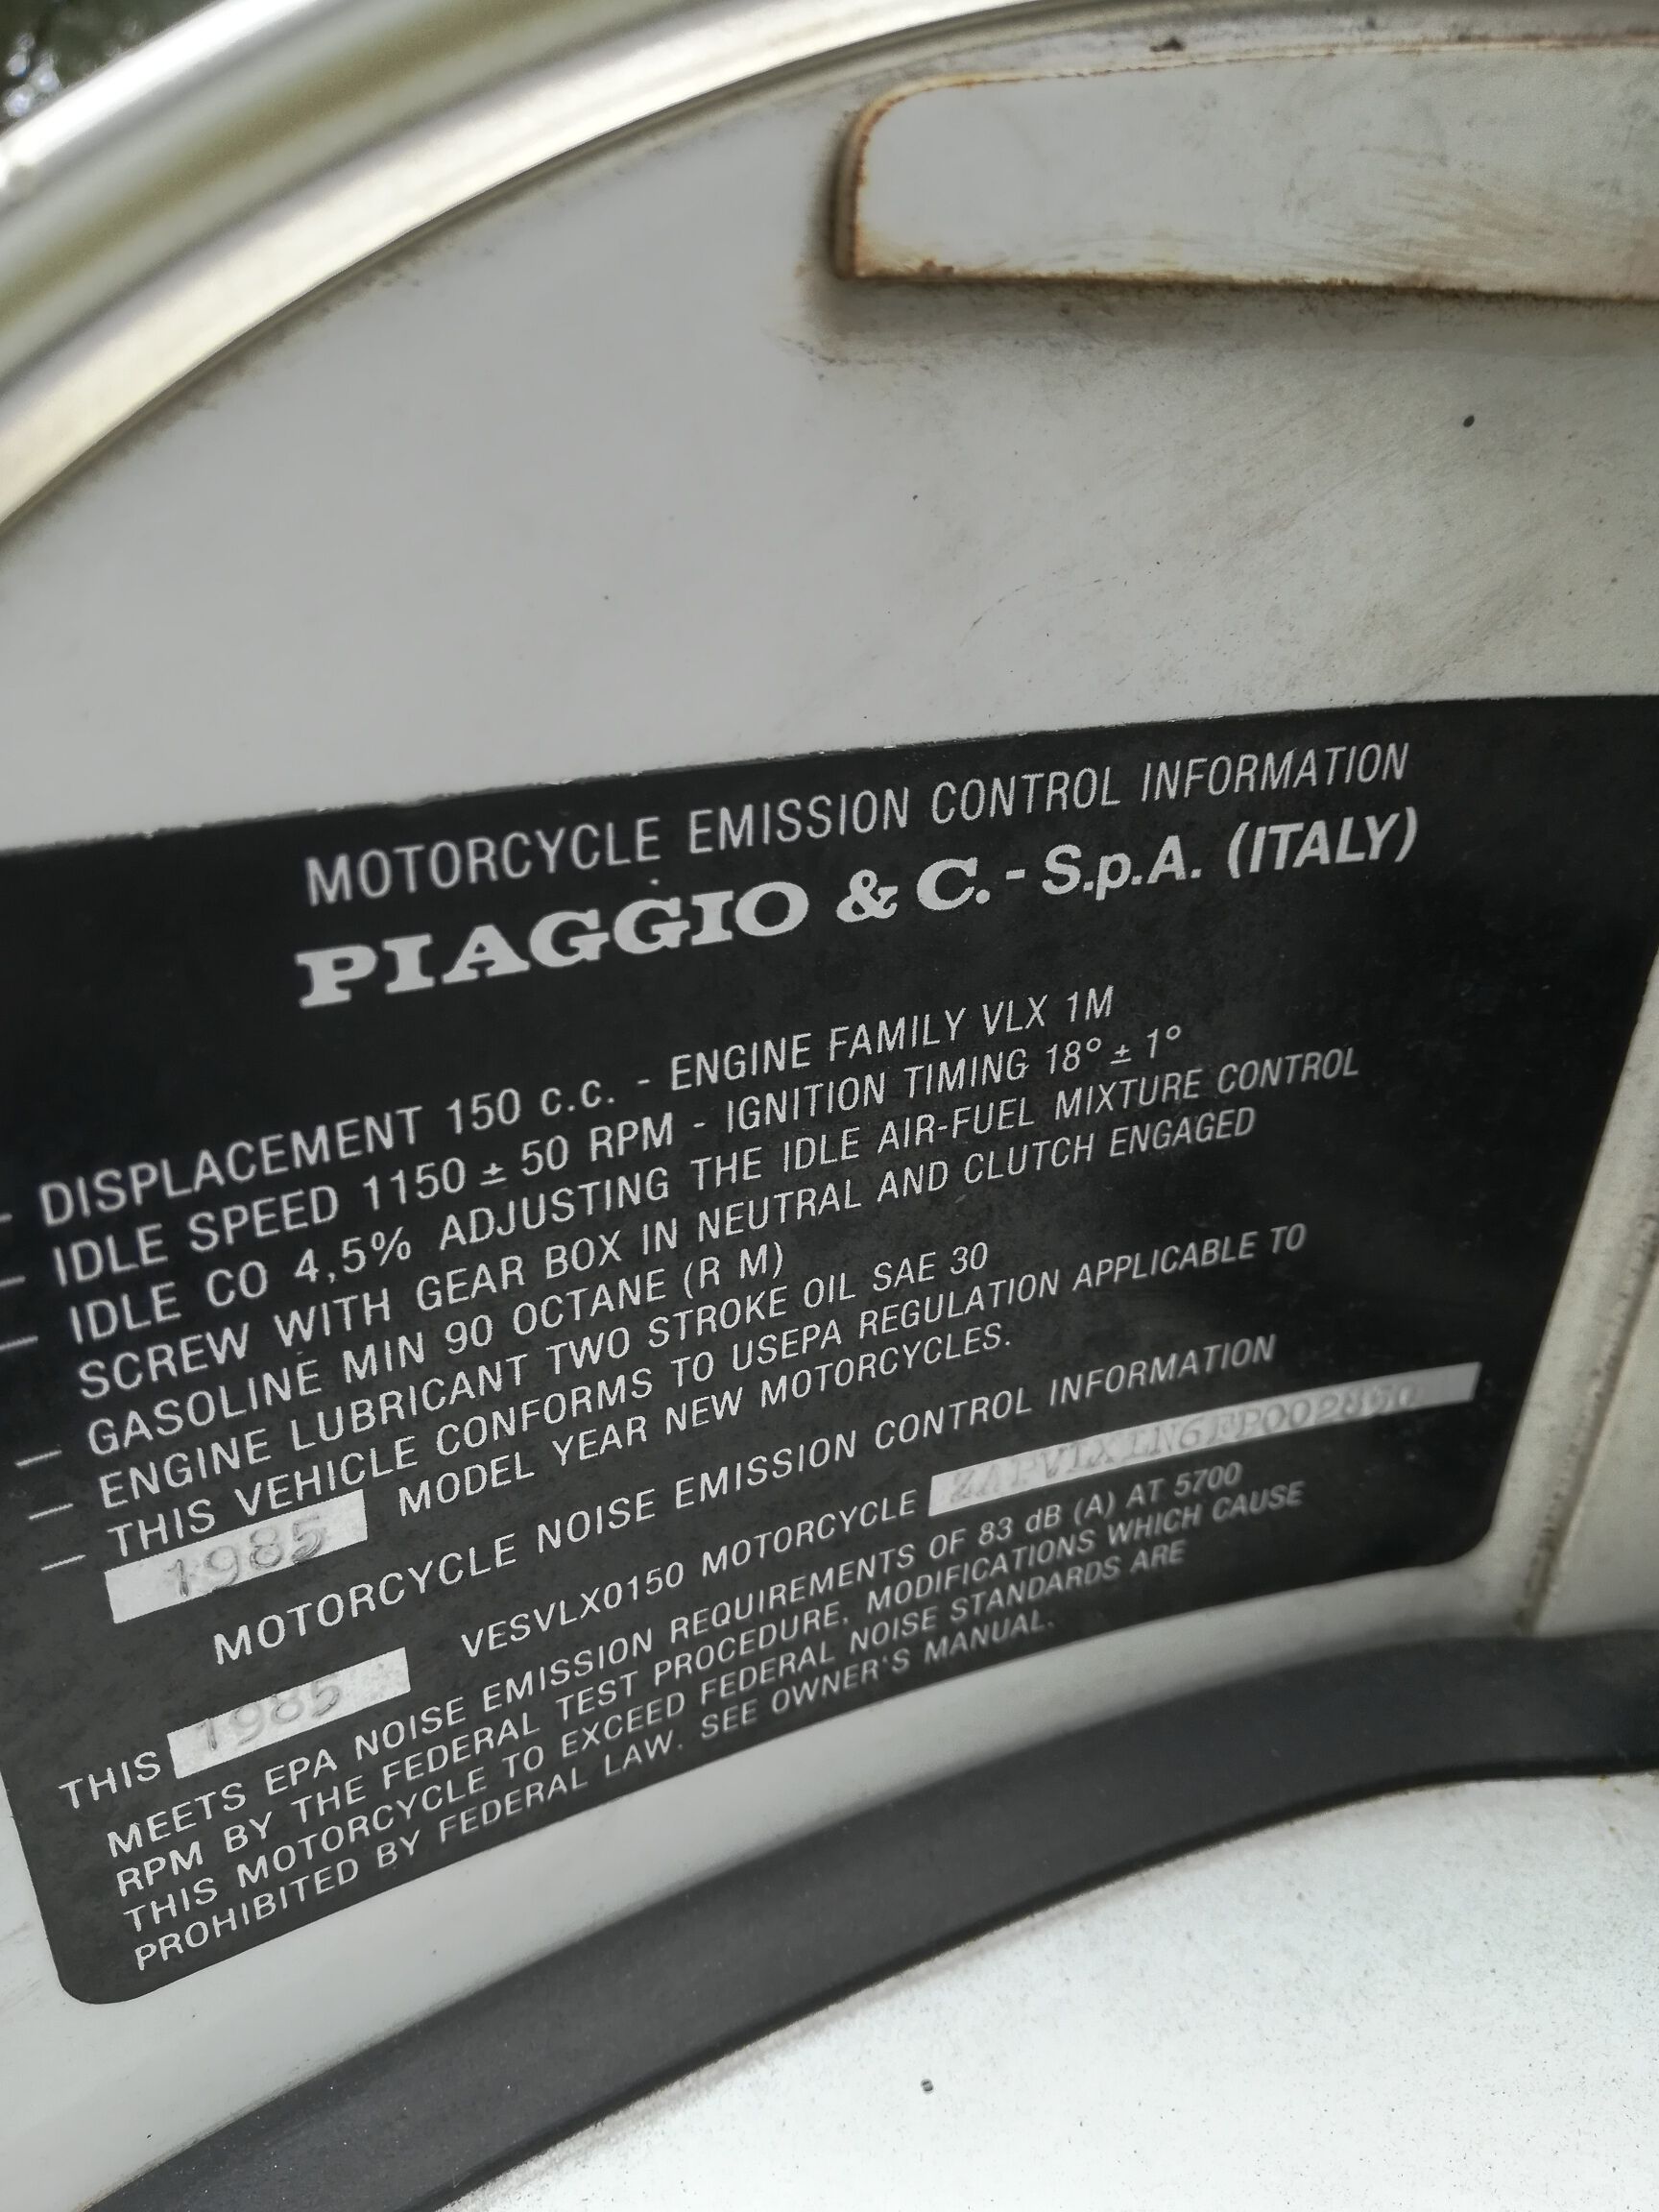 MOTORCYCLE EMISSION CONTROL INFORMATION
PIAGGIO & C. - S.p.A. (ITALY)
- DISPLACEMENT 150 c.c. - ENGINE FAMILY VLX 1M
- IDLE SPEED 1150 ± 50 RPM - IGNITION TIMING 18° ± 1°
- IDLE CO 4,5% ADJUSTING THE IDLE AIR-FUEL MIXTURE CONTROL
SCREW WITH GEAR BOX IN NEUTRAL AND CLUTCH ENGAGED
- GASOLINE MIN 90 OCTANE (R M)
- ENGINE LUBRICANT TWO STROKE OIL SAE 30
- THIS VEHICLE CONFORMS TO USEPA REGULATION APPLICABLE TO
1985 MODEL YEAR NEW MOTORCYCLES.
MOTORCYCLE NOISE EMISSION CONTROL INFORMATION
THIS 1985 VESVLX0150 MOTORCYCLE
MEETS EPA NOISE EMISSION REQUIREMENTS OF 83 dB (A) AT 5700
RPM BY THE FEDERAL TEST PROCEDURE. MODIFICATIONS WHICH CAUSE
THIS MOTORCYCLE TO EXCEED FEDERAL NOISE STANDARDS ARE
PROHIBITED BY FEDERAL LAW. SEE OWNER'S MANUAL.